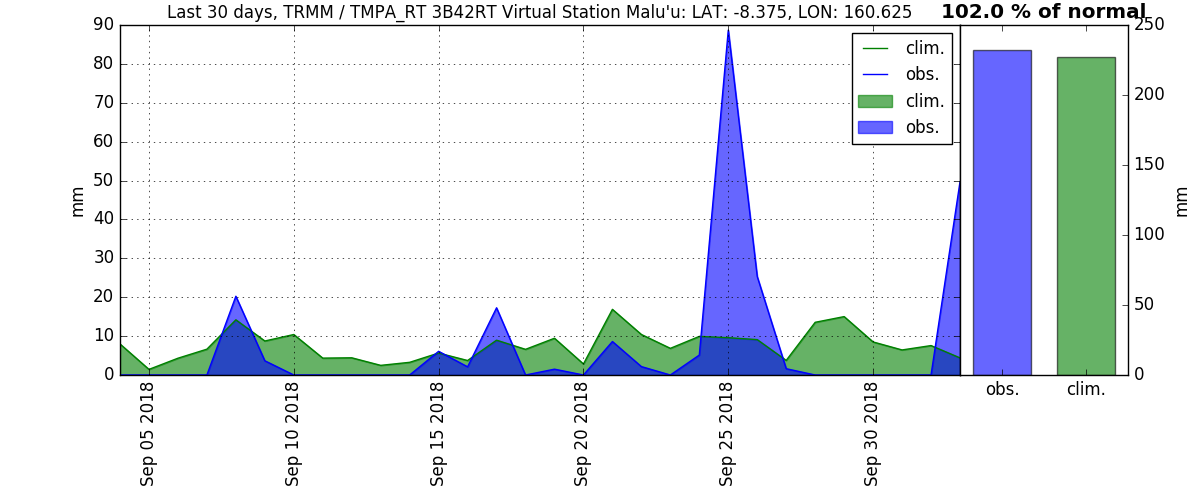 Last 30 days, TRMM / TMPA_RT 3B42RT Virtual Station Malu'u: LAT: -8.375, LON: 160.625
102.0 % of normal
90
80
70
60
50
40
30
20
10
0
mm
clim.
obs.
clim.
obs.
Sep 05 2018
Sep 10 2018
Sep 15 2018
Sep 20 2018
Sep 25 2018
Sep 30 2018
250
200
150
100
50
0
mm
obs.
clim.